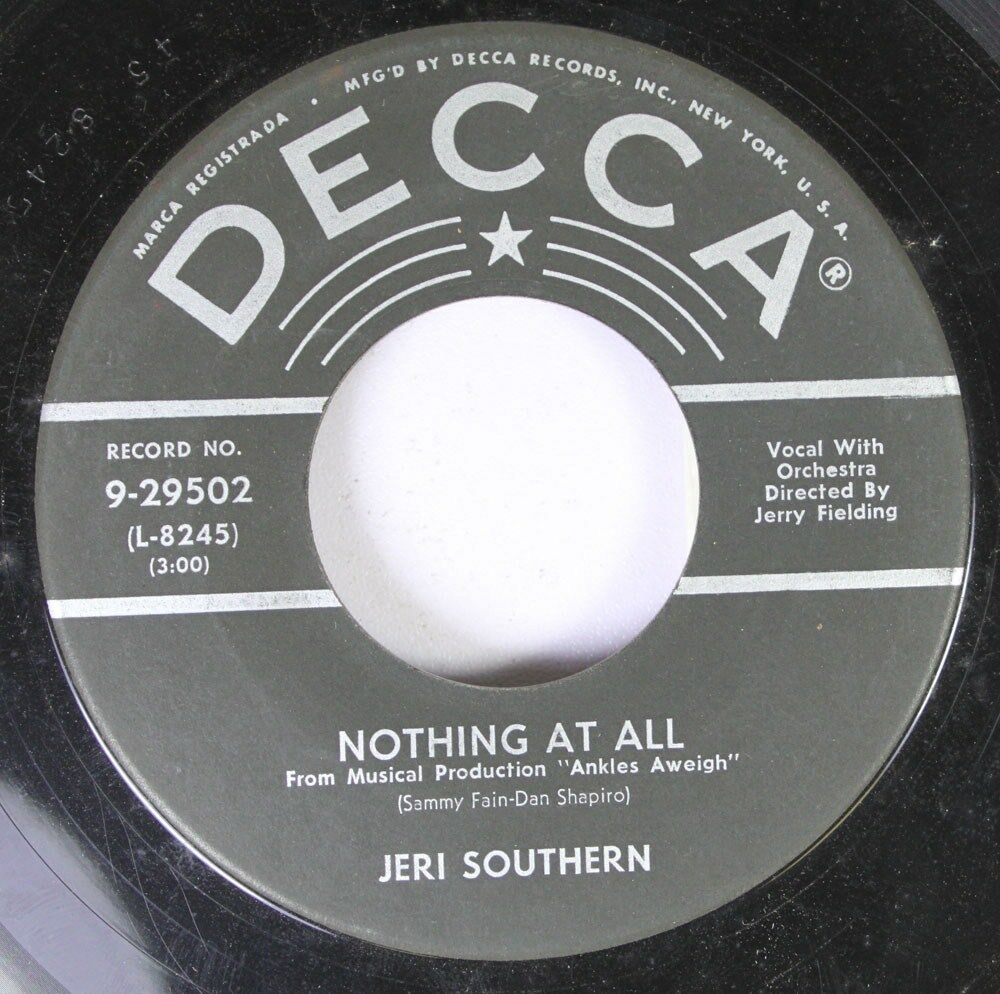 MARCA REGISTRADA • MFG'D BY DECCA RECORDS, INC., NEW YORK, U. S. A.
DECCA®
RECORD NO.
9-29502
(L-8245)
(3:00)
Vocal With
Orchestra
Directed By
Jerry Fielding
NOTHING AT ALL
From Musical Production "Ankles Aweigh"
(Sammy Fain-Dan Shapiro)
JERI SOUTHERN